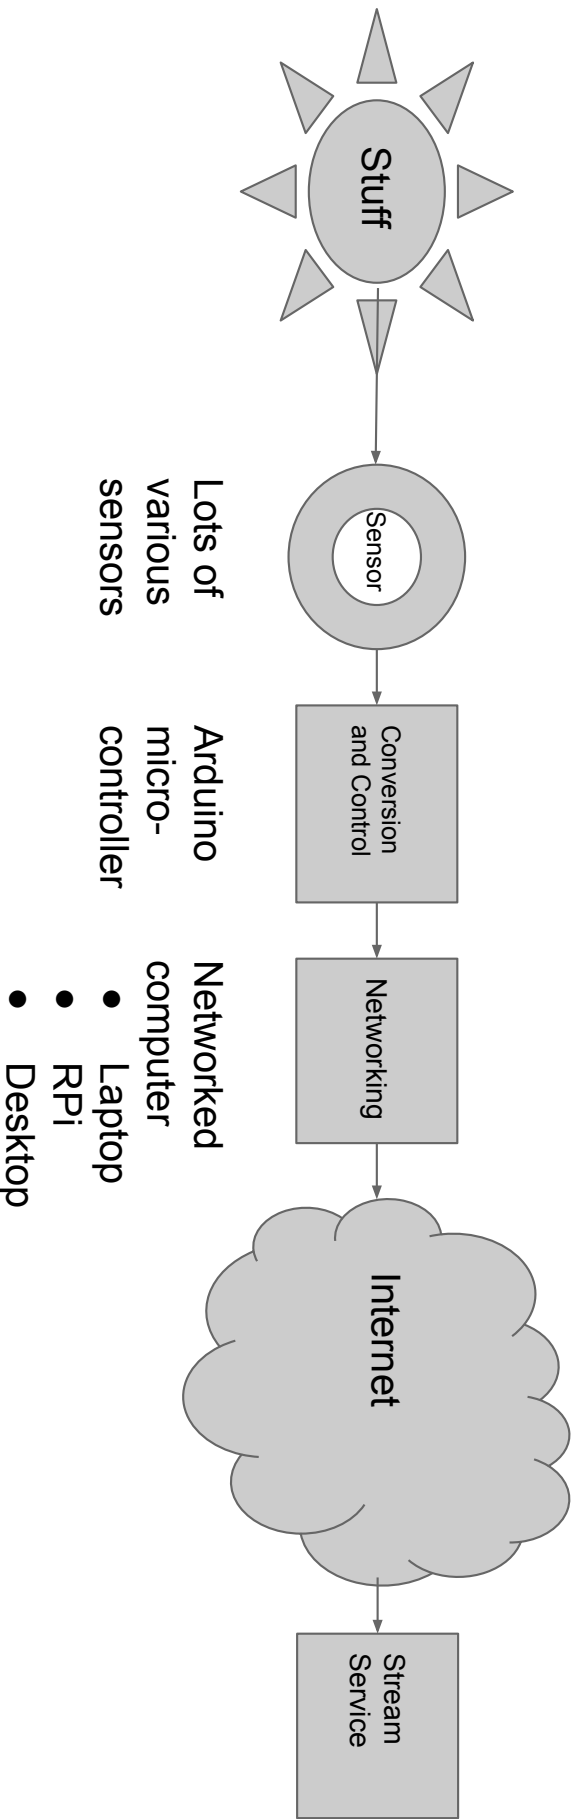 Stuff
Sensor
Conversion
and Control
Networking
Internet
Stream
Service
Lots of
various
sensors
Arduino
micro-
controller
Networked
computer
● Laptop
● RPi
● Desktop